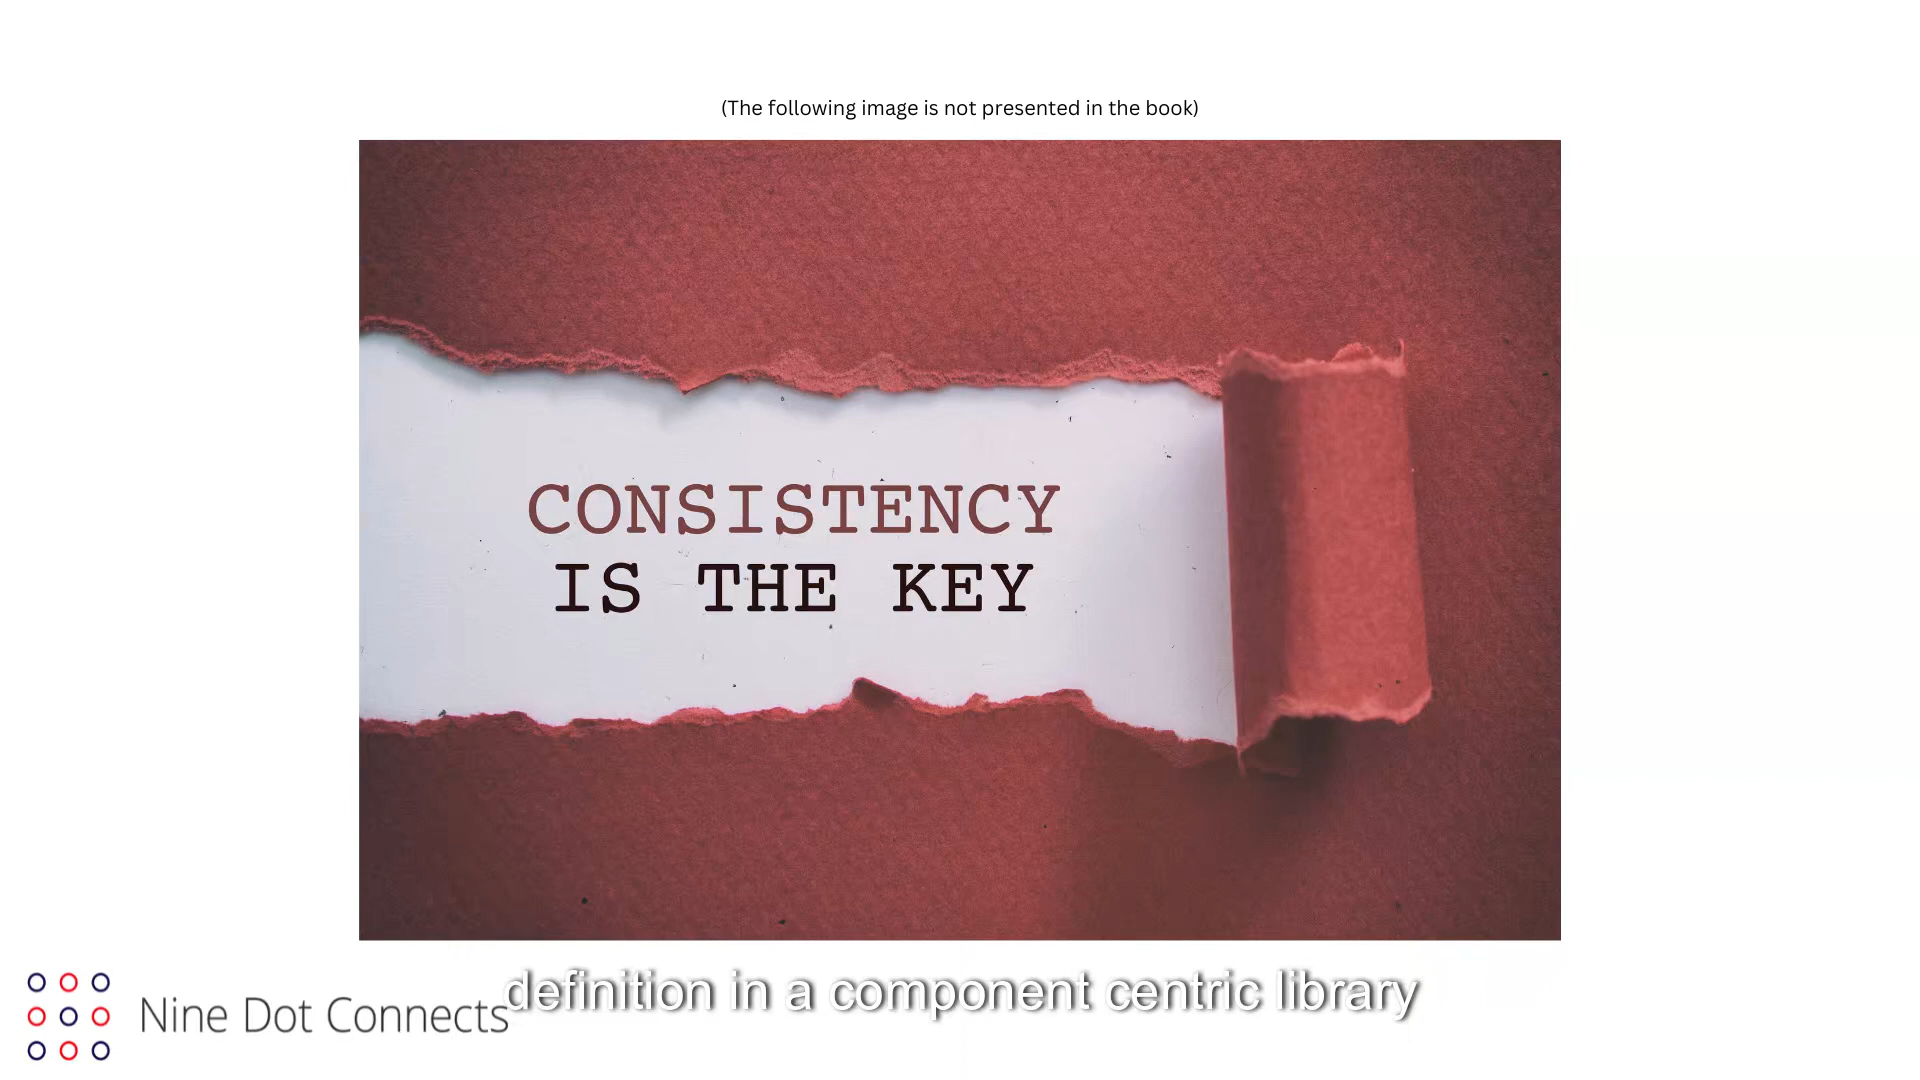 (The following image is not presented in the book)
CONSISTENCY
IS THE KEY
definition in a component centric library
Nine Dot Connects